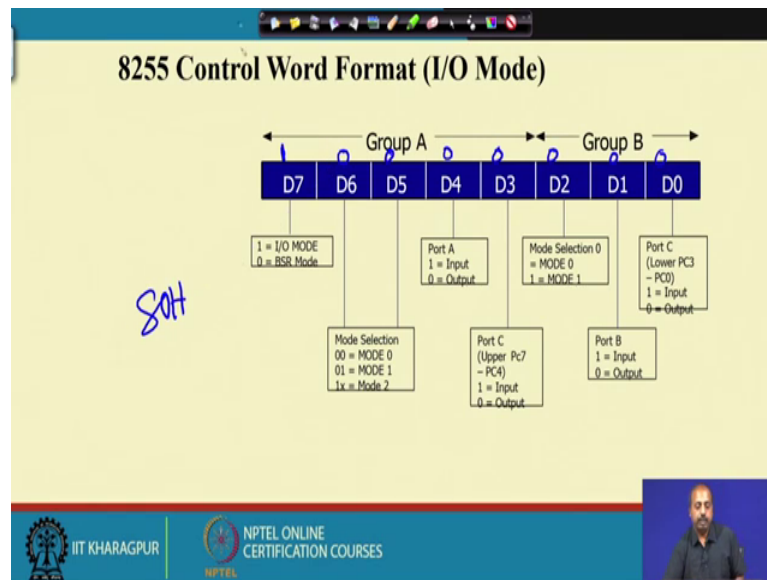 8255 Control Word Format (I/O Mode)
Group A
Group B
1 0 0 0 0 0 0 0
D7 D6 D5 D4 D3 D2 D1 D0
1 = I/O MODE
0 = BSR Mode
Port A
1 = Input
0 = Output
Mode Selection 0
= MODE 0
1 = MODE 1
Port C
(Lower PC3
– PC0)
1 = Input
0 = Output
80H
Mode Selection
00 = MODE 0
01 = MODE 1
1x = Mode 2
Port C
(Upper Pc7
– PC4)
1 = Input
0 = Output
Port B
1 = Input
0 = Output
IIT KHARAGPUR
NPTEL
NPTEL ONLINE
CERTIFICATION COURSES